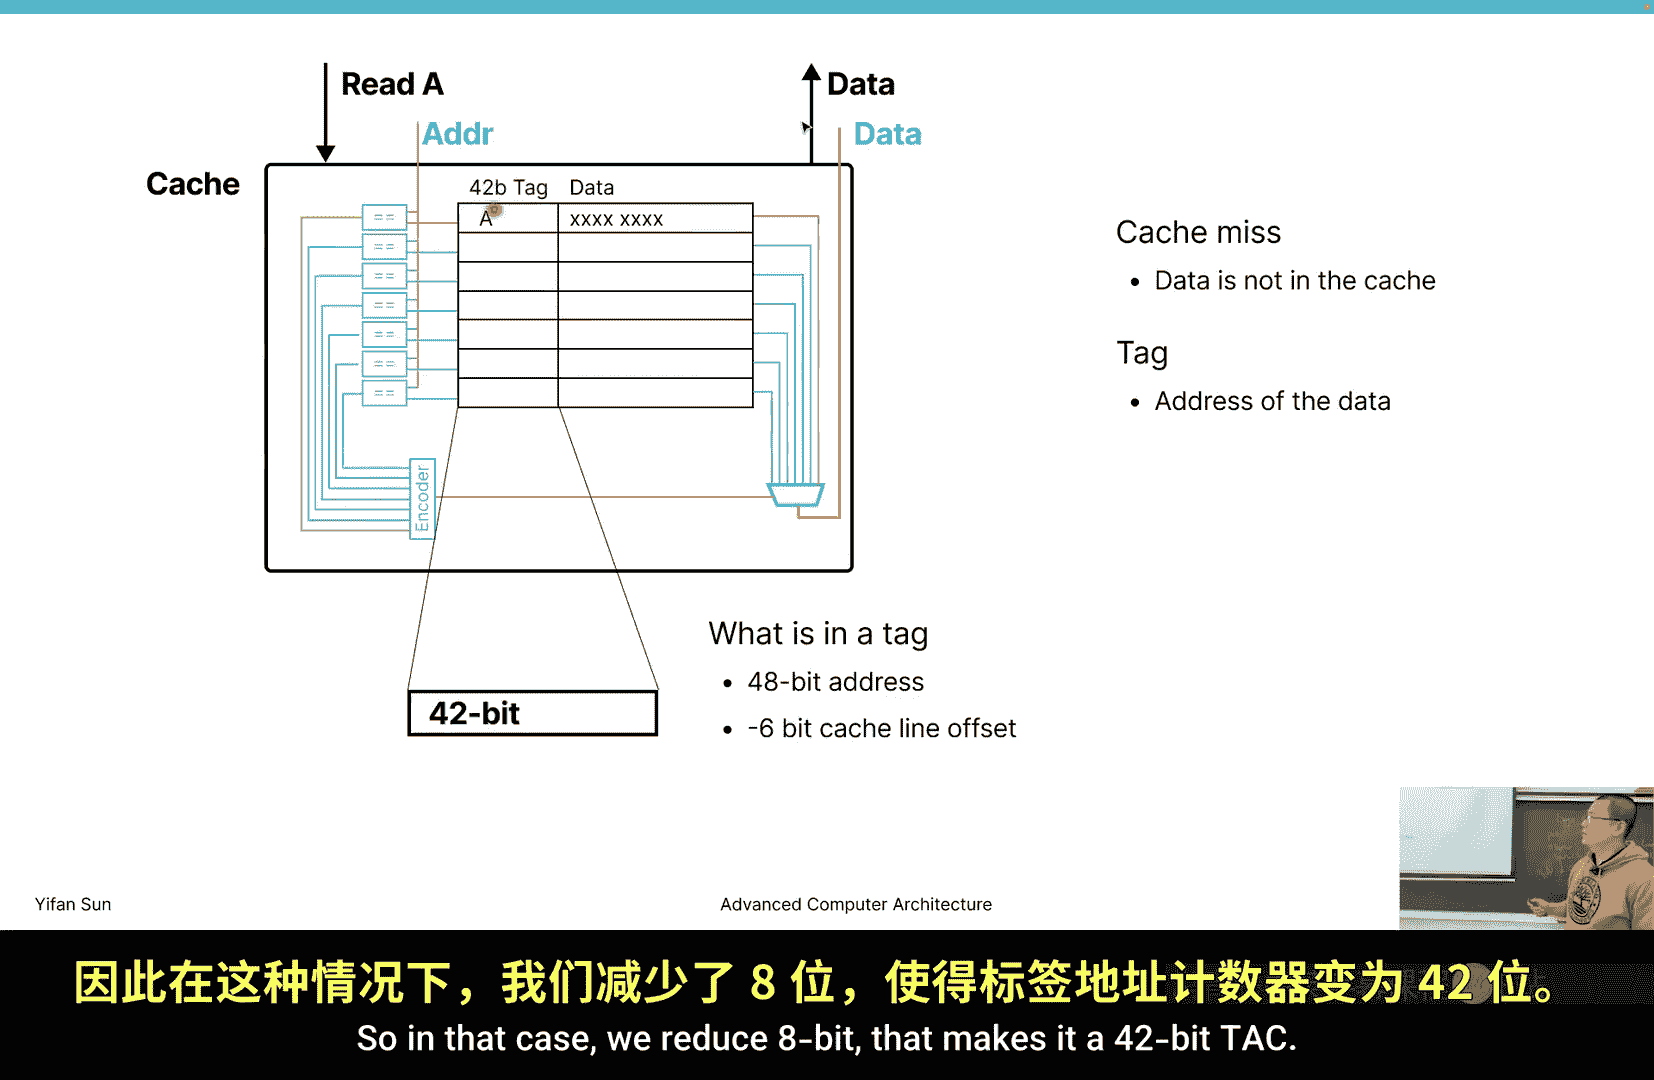 Read A
Data
Addr
Data
Cache
42b Tag
Data
==
A
xxxx xxxx
==
==
==
==
==
==
Encoder
Cache miss
• Data is not in the cache
Tag
• Address of the data
What is in a tag
• 48-bit address
• -6 bit cache line offset
42-bit
Yifan Sun
Advanced Computer Architecture
因此在这种情况下，我们减少了 8 位，使得标签地址计数器变为 42 位。
So in that case, we reduce 8-bit, that makes it a 42-bit TAC.